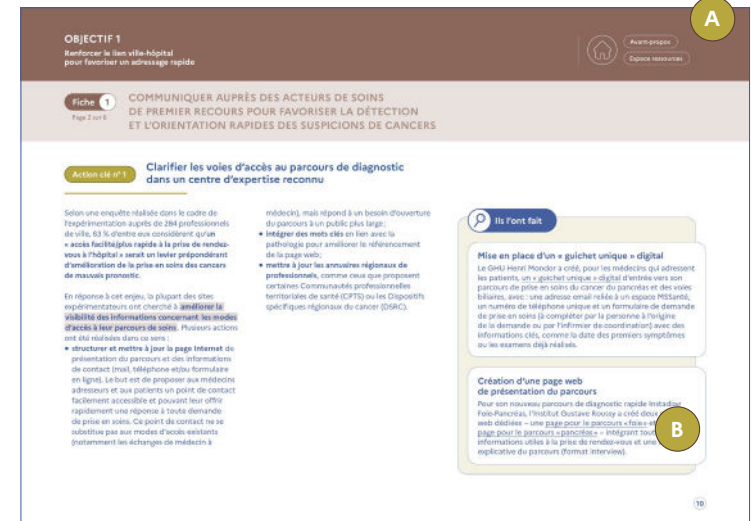 A
OBJECTIF 1
Renforcer le lien ville-hôpital
pour favoriser un adressage rapide
Avant-propos
Espace ressources
Fiche 1
Page 2 sur 6
COMMUNIQUER AUPRÈS DES ACTEURS DE SOINS
DE PREMIER RECOURS POUR FAVORISER LA DÉTECTION
ET L'ORIENTATION RAPIDES DES SUSPICIONS DE CANCERS
Action clé n° 1
Clarifier les voies d'accès au parcours de diagnostic
dans un centre d'expertise reconnu
Selon une enquête réalisée dans le cadre de
l'expérimentation auprès de 284 professionnels
de ville, 63 % d'entre eux considèrent qu'un
« accès facilité/plus rapide à la prise de rendez-
vous à l'hôpital » serait un levier prépondérant
d'amélioration de la prise en soins des cancers
de mauvais pronostic.
En réponse à cet enjeu, la plupart des sites
expérimentateurs ont cherché à améliorer la
visibilité des informations concernant les modes
d'accès à leur parcours de soins. Plusieurs actions
ont été réalisées dans ce sens :
• structurer et mettre à jour la page Internet de
présentation du parcours et des informations
de contact (mail, téléphone et/ou formulaire
en ligne). Le but est de proposer aux médecins
adresseurs et aux patients un point de contact
facilement accessible et pouvant leur offrir
rapidement une réponse à toute demande
de prise en soins. Ce point de contact ne se
substitue pas aux modes d'accès existants
(notamment les échanges de médecin à
médecin), mais répond à un besoin d'ouverture
du parcours à un public plus large ;
• intégrer des mots clés en lien avec la
pathologie pour améliorer le référencement
de la page web ;
• mettre à jour les annuaires régionaux de
professionnels, comme ceux que proposent
certaines Communautés professionnelles
territoriales de santé (CPTS) ou les Dispositifs
spécifiques régionaux du cancer (DSRC).
Ils l'ont fait
Mise en place d'un « guichet unique » digital
Le GHU Henri Mondor a créé, pour les médecins qui adressent
les patients, un « guichet unique » digital d'entrée vers son
parcours de prise en soins du cancer du pancréas et des voies
biliaires, avec : une adresse email reliée à un espace MSSanté,
un numéro de téléphone unique et un formulaire de demande
de prise en soins (à compléter par la personne à l'origine
de la demande ou par l'infirmier de coordination) avec des
informations clés, comme la date des premiers symptômes
ou les examens déjà réalisés.
Création d'une page web
de présentation du parcours
Pour son nouveau parcours de diagnostic rapide Instadiag
Foie-Pancréas, l'Institut Gustave Roussy a créé deux
web dédiées – une page pour le parcours « foie » et
page pour le parcours « pancréas » – intégrant tout
informations utiles à la prise de rendez-vous et une
explicative du parcours (format interview).
B
10